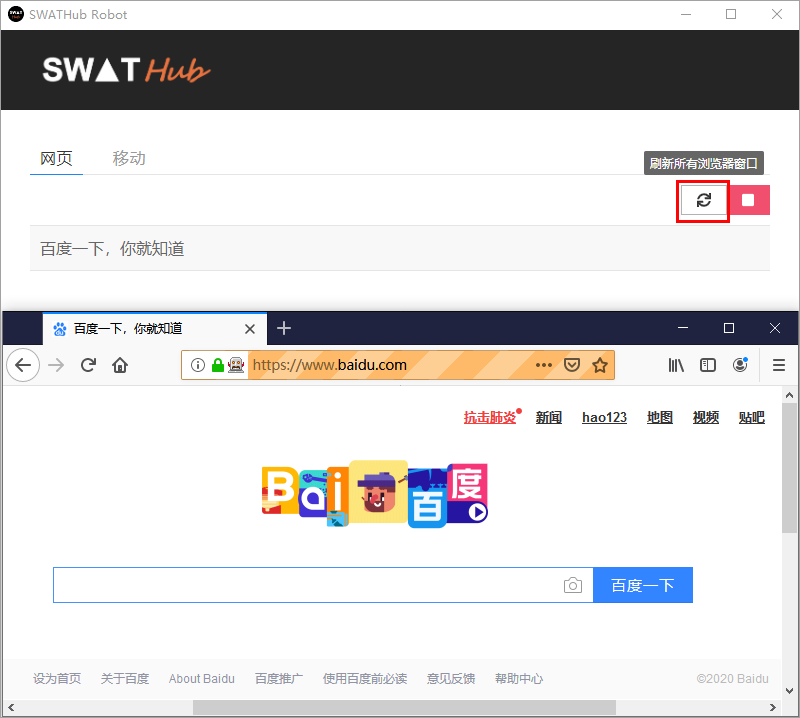 SWATHub Robot
SWAT Hub
网页 移动
刷新所有浏览器窗口
百度一下，你就知道
百度一下，你就知道
https://www.baidu.com
抗击肺炎 新闻 hao123 地图 视频 贴吧
Bai 百度
百度一下
设为首页 关于百度 About Baidu 百度推广 使用百度前必读 意见反馈 帮助中心 ©2020 Baidu